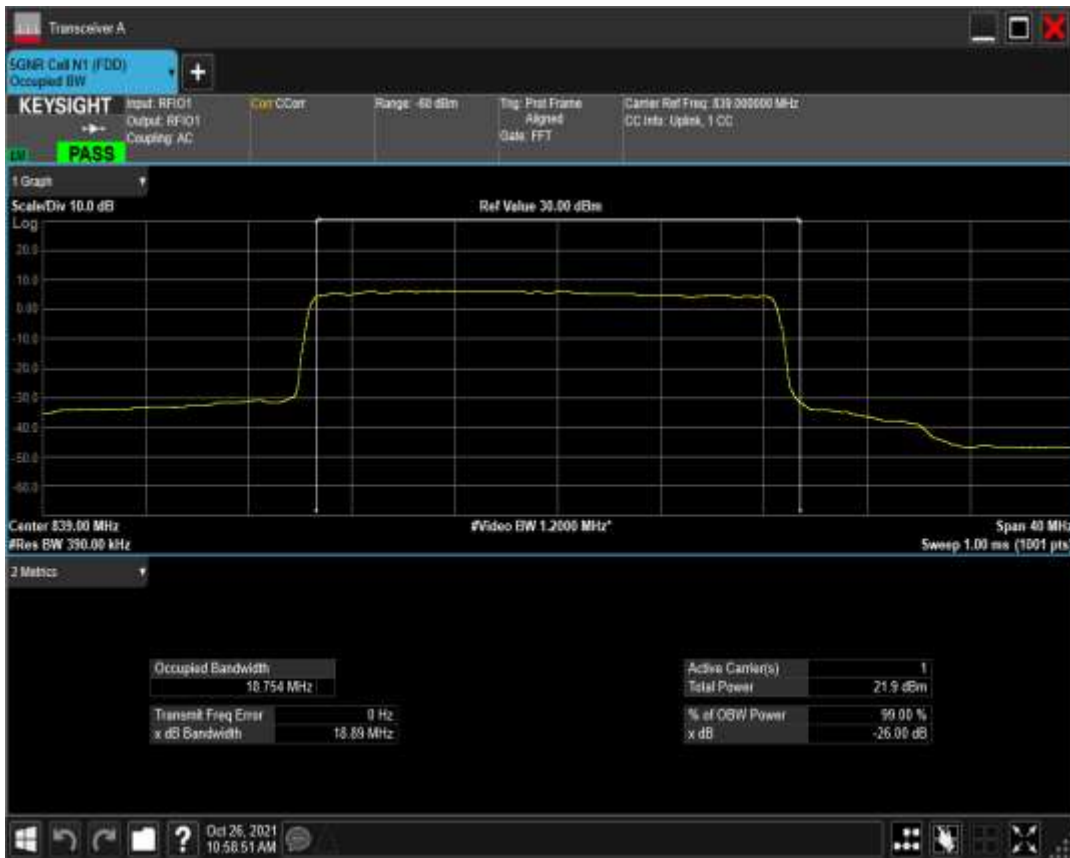 Transceiver A
5GNR Cell N1 (FDD)
Occupied BW
KEYSIGHT
Input: RFIO1
Output: RFIO1
Coupling: AC
Corr CCorr
Range: -60 dBm
Trig: Prot Frame
Aligned
Gate: FFT
Carrier Ref Freq: 839.000000 MHz
CC Info: Uplink, 1 CC
PASS
1 Graph
Scale/Div 10.0 dB
Ref Value 30.00 dBm
Log
20.0
10.0
0.00
-10.0
-20.0
-30.0
-40.0
-50.0
-60.0
Center 839.00 MHz
#Video BW 1.2000 MHz*
Span 40 MHz
#Res BW 390.00 kHz
Sweep 1.00 ms (1001 pts)
2 Metrics
Occupied Bandwidth
18.754 MHz
Transmit Freq Error 0 Hz
x dB Bandwidth 18.89 MHz
Active Carrier(s) 1
Total Power 21.9 dBm
% of OBW Power 99.00 %
x dB -26.00 dB
Oct 26, 2021
10:58:51 AM